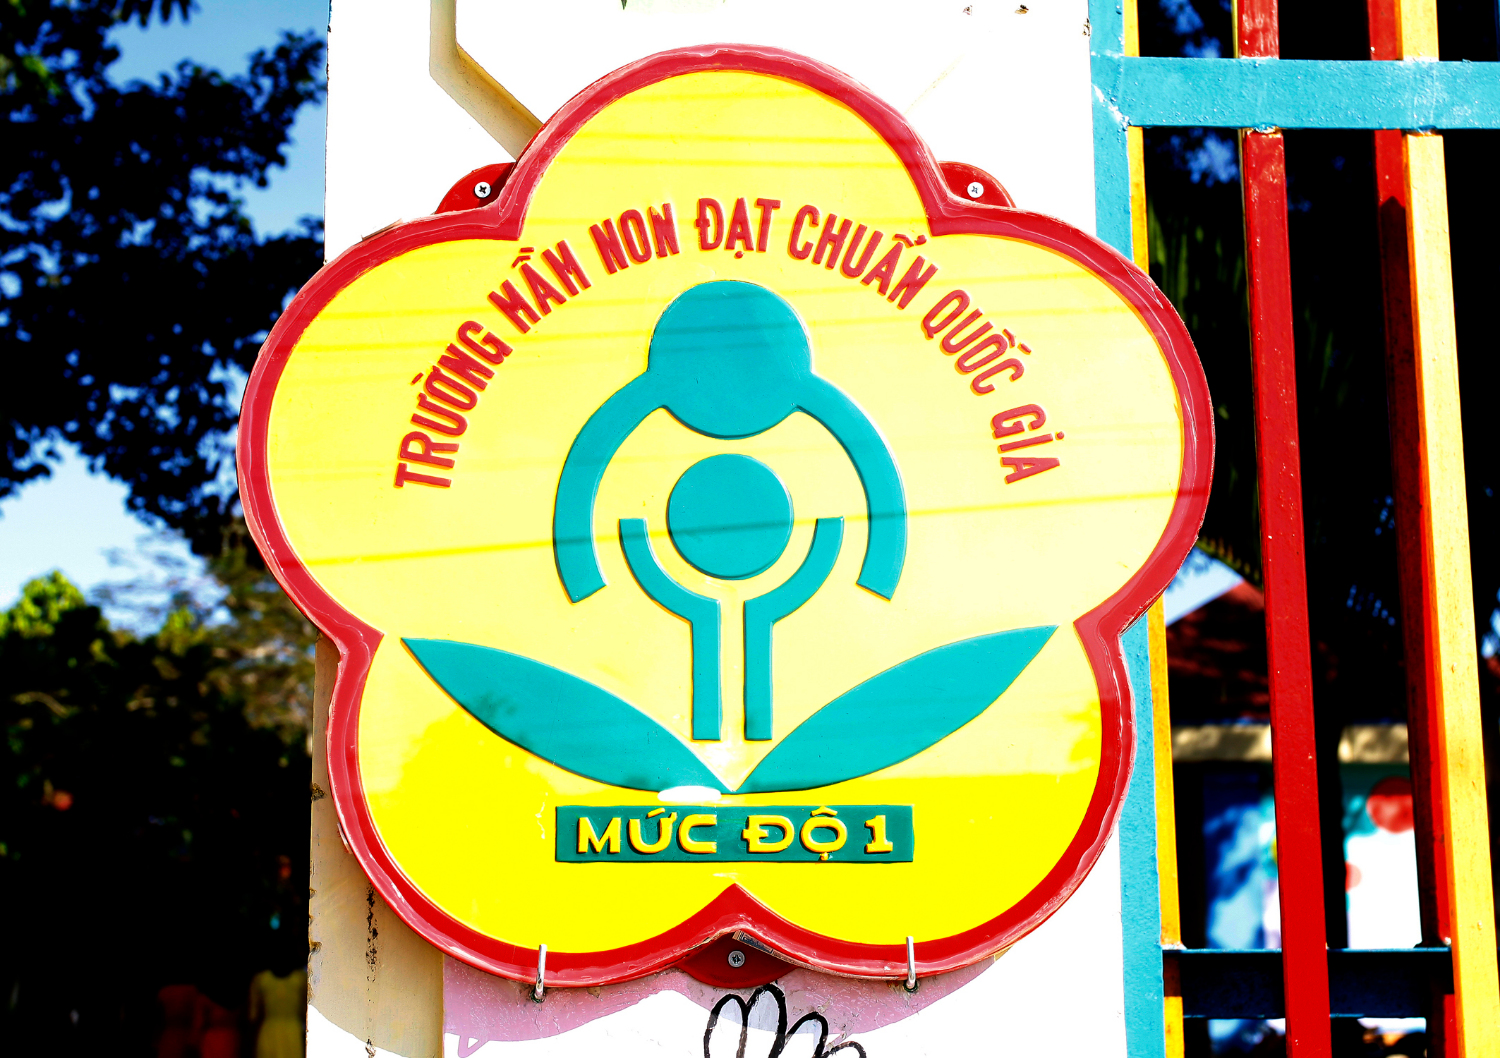 TRƯỜNG MẦM NON ĐẠT CHUẨN QUỐC GIA
MỨC ĐỘ 1